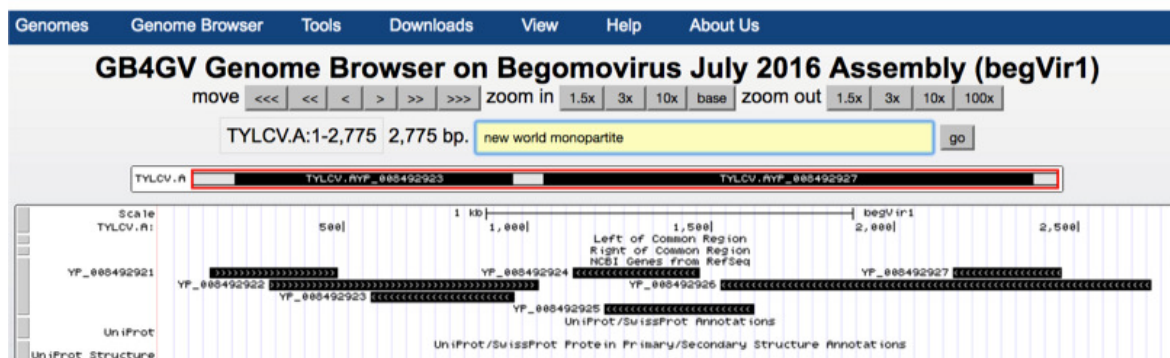 Genomes Genome Browser Tools Downloads View Help About Us
GB4GV Genome Browser on Begomovirus July 2016 Assembly (begVir1)
move <<< << < > >> >>> zoom in 1.5x 3x 10x base zoom out 1.5x 3x 10x 100x
TYLCV.A:1-2,775 2,775 bp. new world monopartite go
TYLCV.A TYLCV.AYP_008492923 TYLCV.AYP_008492927
Scale 1 kb begVir1
TYLCV.A: 500 1,000 1,500 2,000 2,500
Left of Common Region
Right of Common Region
NCBI Genes from RefSeq
YP_008492921 YP_008492924 YP_008492927
YP_008492922 YP_008492926
YP_008492923
YP_008492925
UniProt/SwissProt Annotations
UniProt
UniProt/SwissProt Protein Primary/Secondary Structure Annotations
UniProt Structure